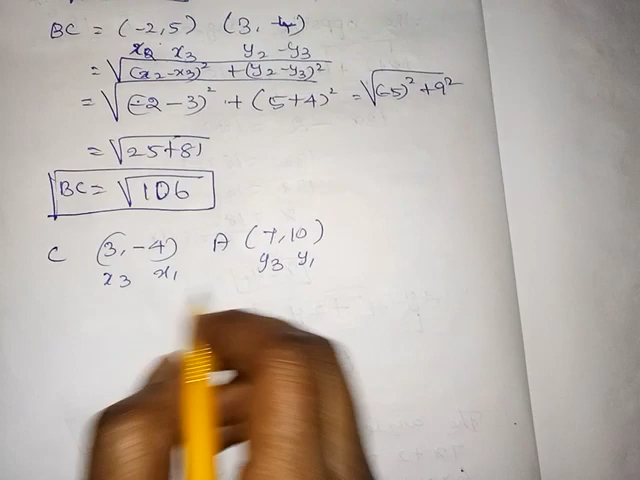 BC = (-2,5) (3, -4)
x2 x3 y2 -y3
= √(x2-x3)² + (y2-y3)²
= √(-2-3)² + (5+4)² = √(-5)² + 9²
= √25+81
BC = √106
C (3,-4) A (7,10)
x3 x1 y3 y1